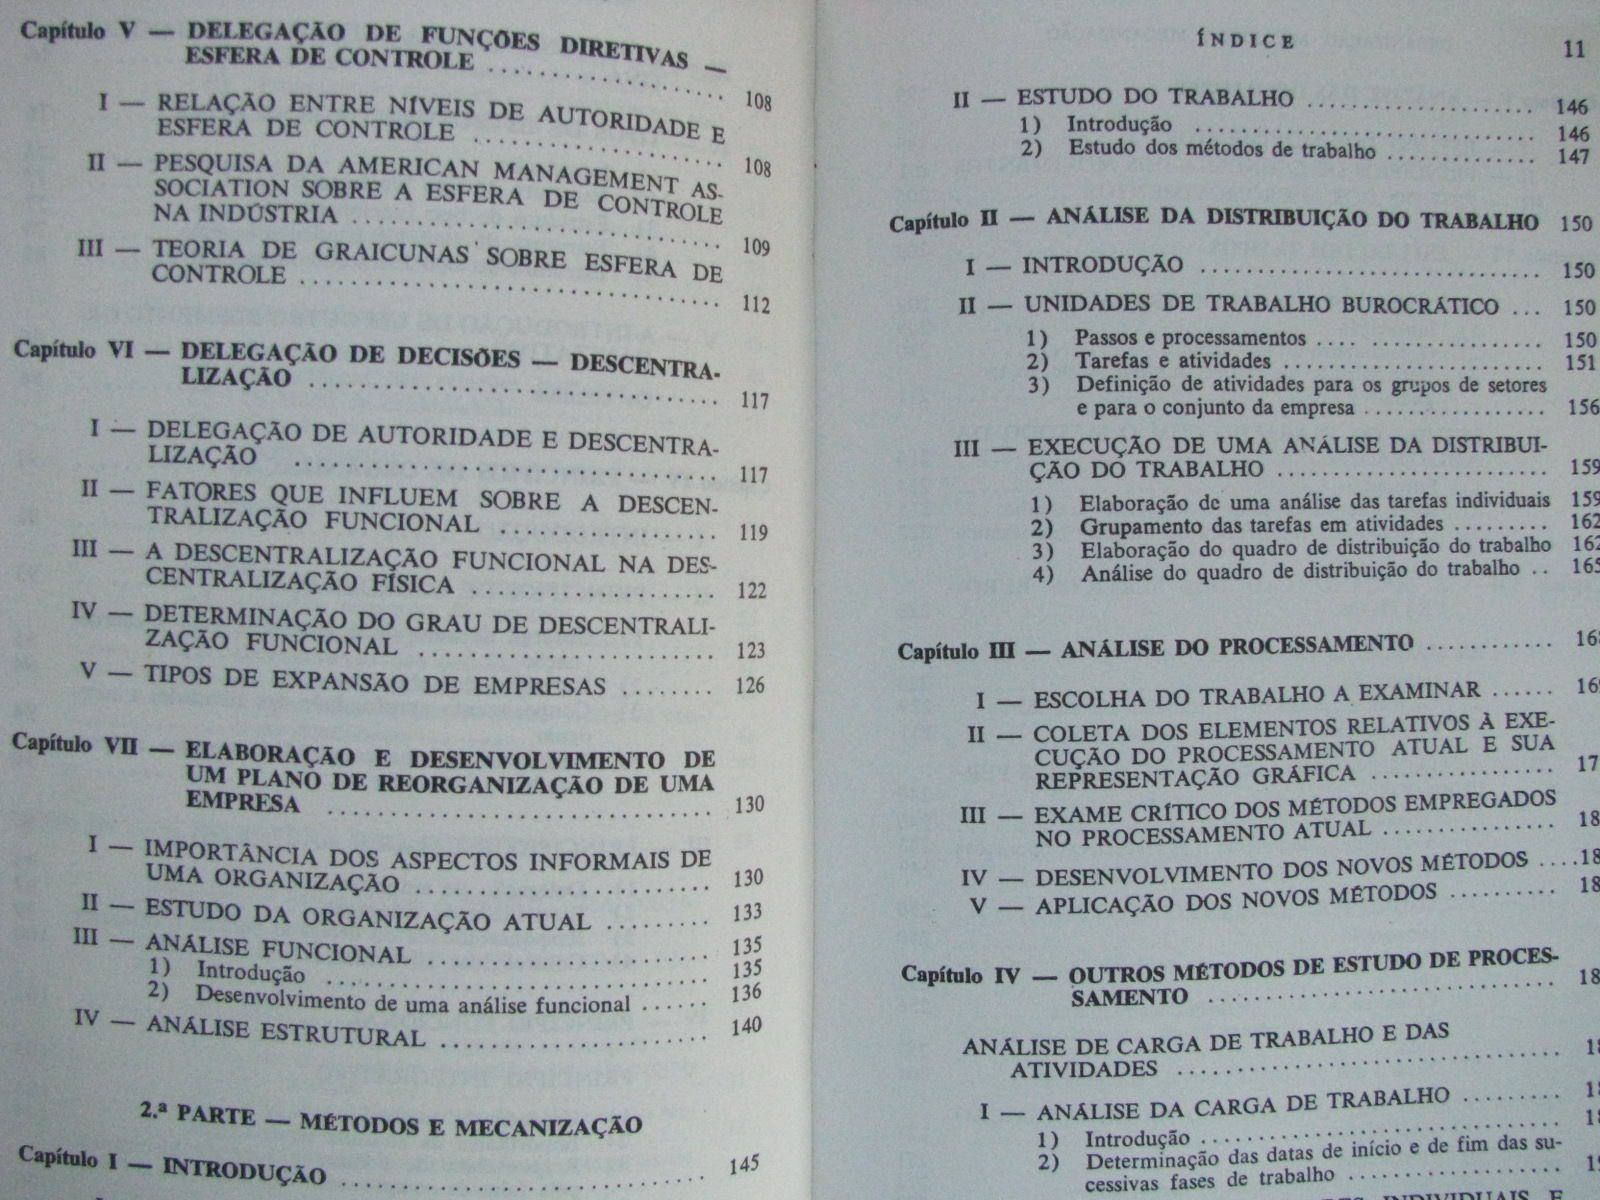 Capítulo V — DELEGAÇÃO DE FUNÇÕES DIRETIVAS —
ESFERA DE CONTROLE .................... 108
I — RELAÇÃO ENTRE NÍVEIS DE AUTORIDADE E
ESFERA DE CONTROLE .................... 108
II — PESQUISA DA AMERICAN MANAGEMENT AS-
SOCIATION SOBRE A ESFERA DE CONTROLE
NA INDÚSTRIA .................... 109
III — TEORIA DE GRAICUNAS SOBRE ESFERA DE
CONTROLE .................... 112
Capítulo VI — DELEGAÇÃO DE DECISÕES — DESCENTRA-
LIZAÇÃO .................... 117
I — DELEGAÇÃO DE AUTORIDADE E DESCENTRA-
LIZAÇÃO .................... 117
II — FATORES QUE INFLUEM SOBRE A DESCEN-
TRALIZAÇÃO FUNCIONAL .................... 119
III — A DESCENTRALIZAÇÃO FUNCIONAL NA DES-
CENTRALIZAÇÃO FÍSICA .................... 122
IV — DETERMINAÇÃO DO GRAU DE DESCENTRALI-
ZAÇÃO FUNCIONAL .................... 123
V — TIPOS DE EXPANSÃO DE EMPRESAS ........ 126
Capítulo VII — ELABORAÇÃO E DESENVOLVIMENTO DE
UM PLANO DE REORGANIZAÇÃO DE UMA
EMPRESA .................... 130
I — IMPORTÂNCIA DOS ASPECTOS INFORMAIS DE
UMA ORGANIZAÇÃO .................... 130
II — ESTUDO DA ORGANIZAÇÃO ATUAL ......... 133
III — ANÁLISE FUNCIONAL .................... 135
1) Introdução .................... 135
2) Desenvolvimento de uma análise funcional ...... 136
IV — ANÁLISE ESTRUTURAL .................... 140
2.ª PARTE — MÉTODOS E MECANIZAÇÃO
Capítulo I — INTRODUÇÃO .................... 145
ÍNDICE 11
II — ESTUDO DO TRABALHO .................... 146
1) Introdução .................... 146
2) Estudo dos métodos de trabalho .............. 147
Capítulo II — ANÁLISE DA DISTRIBUIÇÃO DO TRABALHO 150
I — INTRODUÇÃO .................... 150
II — UNIDADES DE TRABALHO BUROCRÁTICO ... 150
1) Passos e processamentos .... .............. 150
2) Tarefas e atividades .................... 151
3) Definição de atividades para os grupos de setores
e para o conjunto da empresa ................ 156
III — EXECUÇÃO DE UMA ANÁLISE DA DISTRIBUI-
ÇÃO DO TRABALHO .................... 159
1) Elaboração de uma análise das tarefas individuais 159
2) Grupamento das tarefas em atividades ......... 162
3) Elaboração do quadro de distribuição do trabalho 162
4) Análise do quadro de distribuição do trabalho .. 165
Capítulo III — ANÁLISE DO PROCESSAMENTO ........... 168
I — ESCOLHA DO TRABALHO A EXAMINAR ...... 169
II — COLETA DOS ELEMENTOS RELATIVOS À EXE-
CUÇÃO DO PROCESSAMENTO ATUAL E SUA
REPRESENTAÇÃO GRÁFICA ................ 17
III — EXAME CRÍTICO DOS MÉTODOS EMPREGADOS
NO PROCESSAMENTO ATUAL ............... 18
IV — DESENVOLVIMENTO DOS NOVOS MÉTODOS ....18
V — APLICAÇÃO DOS NOVOS MÉTODOS .......... 18
Capítulo IV — OUTROS MÉTODOS DE ESTUDO DE PROCES-
SAMENTO .................... 18
ANÁLISE DE CARGA DE TRABALHO E DAS
ATIVIDADES .................... 18
I — ANÁLISE DA CARGA DE TRABALHO ......... 18
1) Introdução .................... 18
2) Determinação das datas de início e de fim das su-
cessivas fases de trabalho .................. 19